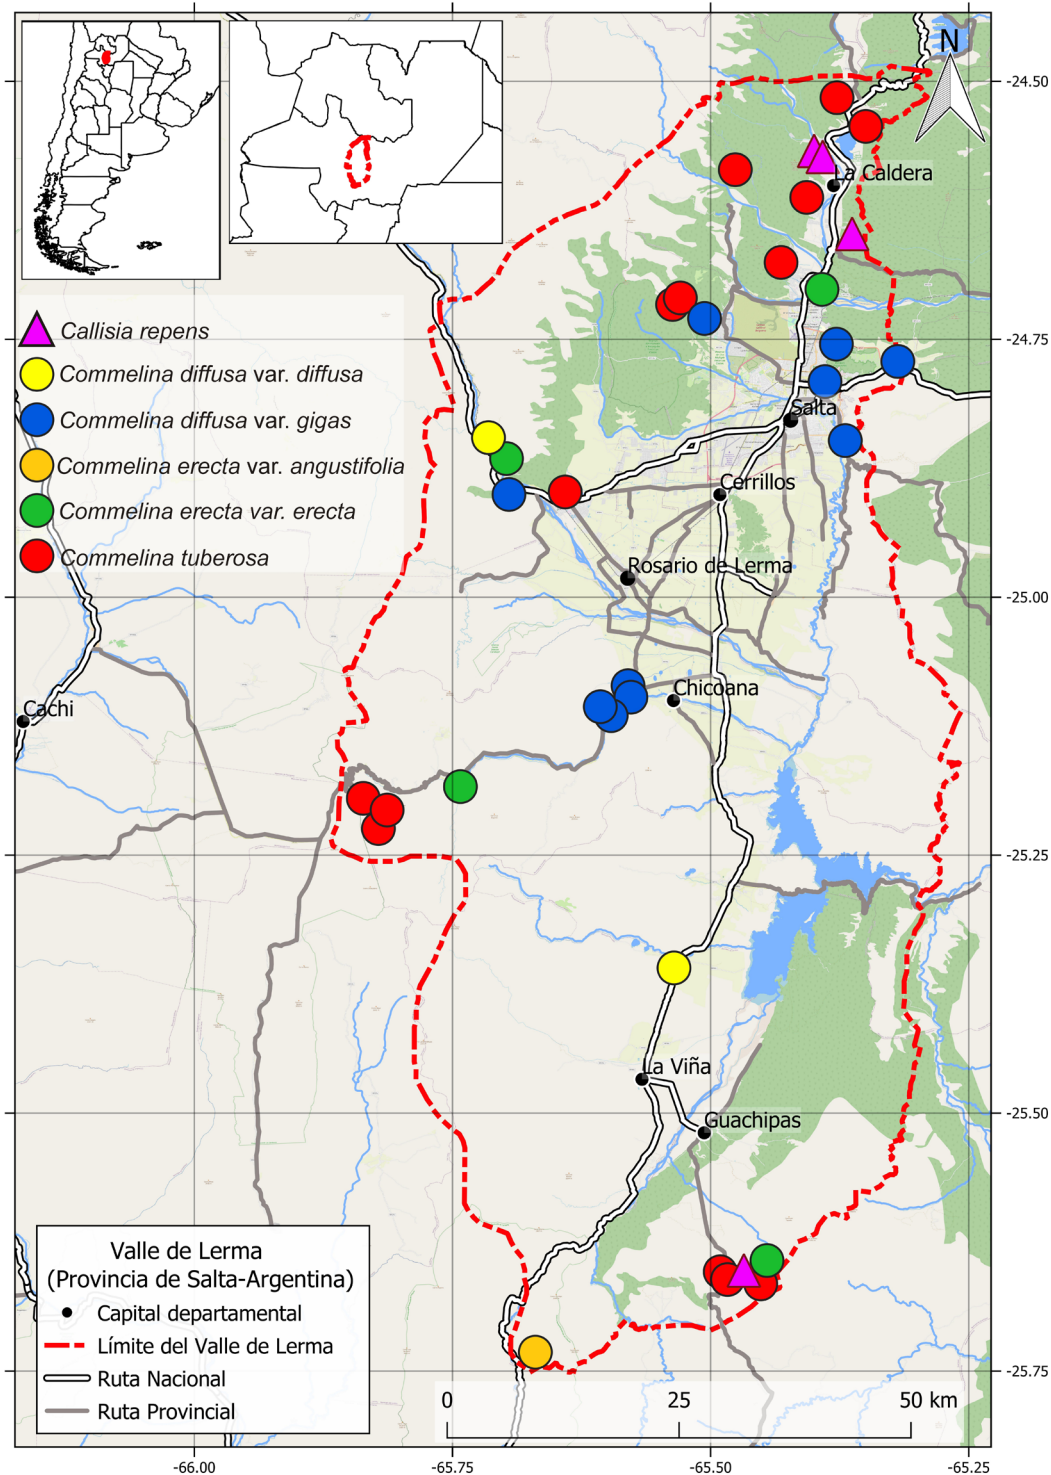 N
-24.50
La Caldera
Callisia repens
-24.75
Commelina diffusa var. diffusa
Commelina diffusa var. gigas
Salta
Commelina erecta var. angustifolia
Cerrillos
Commelina erecta var. erecta
Commelina tuberosa
Rosario de Lerma
-25.00
Chicoana
Cachi
-25.25
La Viña
-25.50
Guachipas
Valle de Lerma
(Provincia de Salta-Argentina)
Capital departamental
Límite del Valle de Lerma
Ruta Nacional
Ruta Provincial
-25.75
0 25 50 km
-66.00 -65.75 -65.50 -65.25